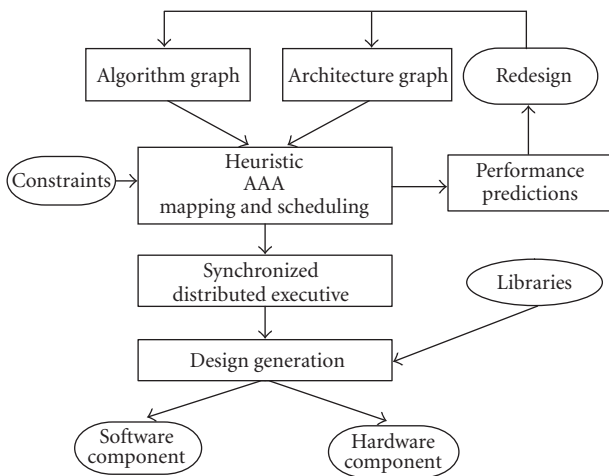 Algorithm graph
Architecture graph
Redesign
Constraints
Heuristic
AAA
mapping and scheduling
Performance
predictions
Synchronized
distributed executive
Libraries
Design generation
Software
component
Hardware
component